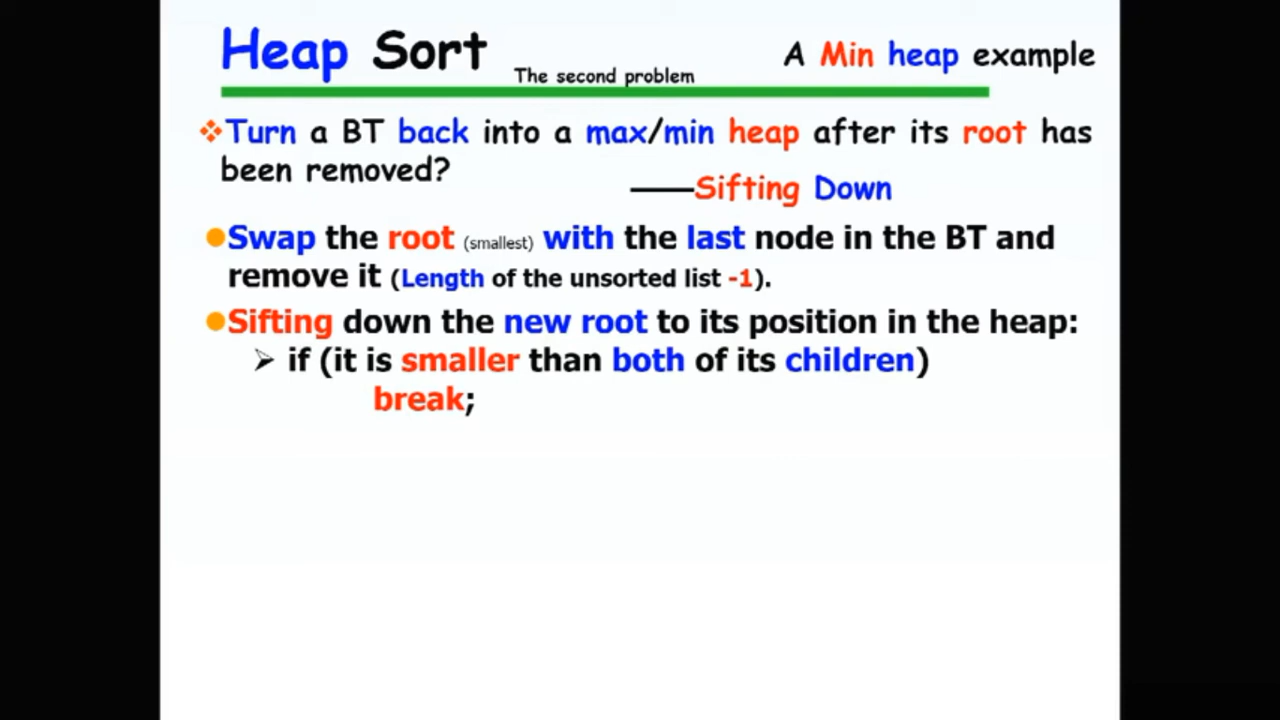 Heap Sort The second problem A Min heap example
❖Turn a BT back into a max/min heap after its root has
been removed?
——Sifting Down
●Swap the root (smallest) with the last node in the BT and
remove it (Length of the unsorted list -1).
●Sifting down the new root to its position in the heap:
➢ if (it is smaller than both of its children)
break;